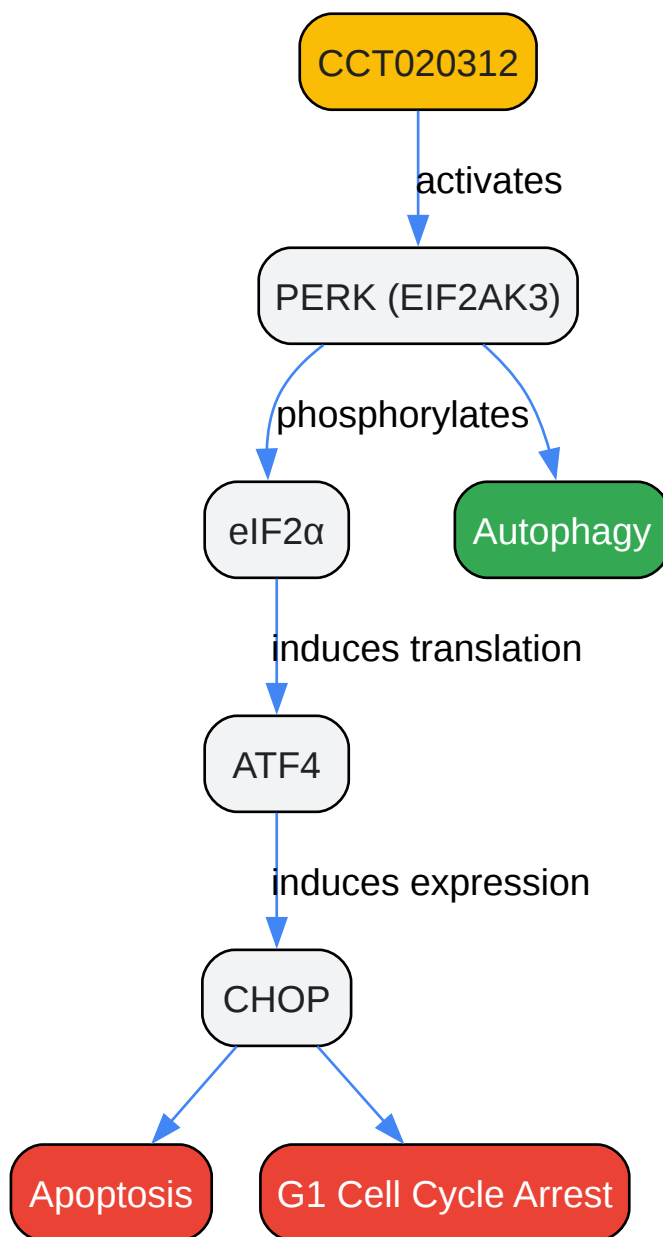 CCT020312
activates
PERK (EIF2AK3)
phosphorylates
eIF2α
Autophagy
induces translation
ATF4
induces expression
CHOP
Apoptosis
G1 Cell Cycle Arrest